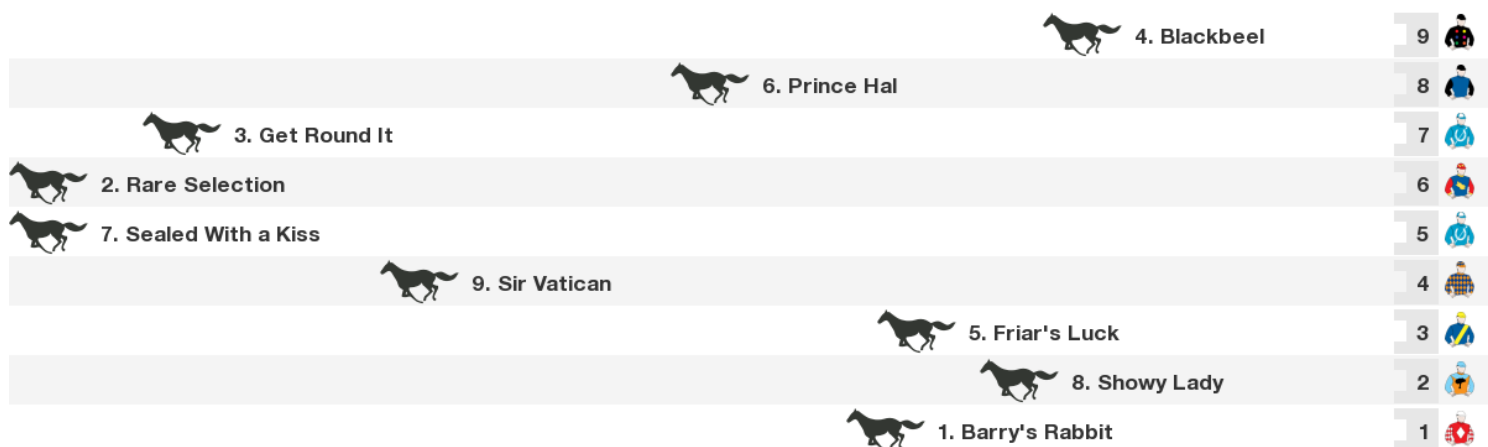 4. Blackbeel 9
6. Prince Hal 8
3. Get Round It 7
2. Rare Selection 6
7. Sealed With a Kiss 5
9. Sir Vatican 4
5. Friar's Luck 3
8. Showy Lady 2
1. Barry's Rabbit 1